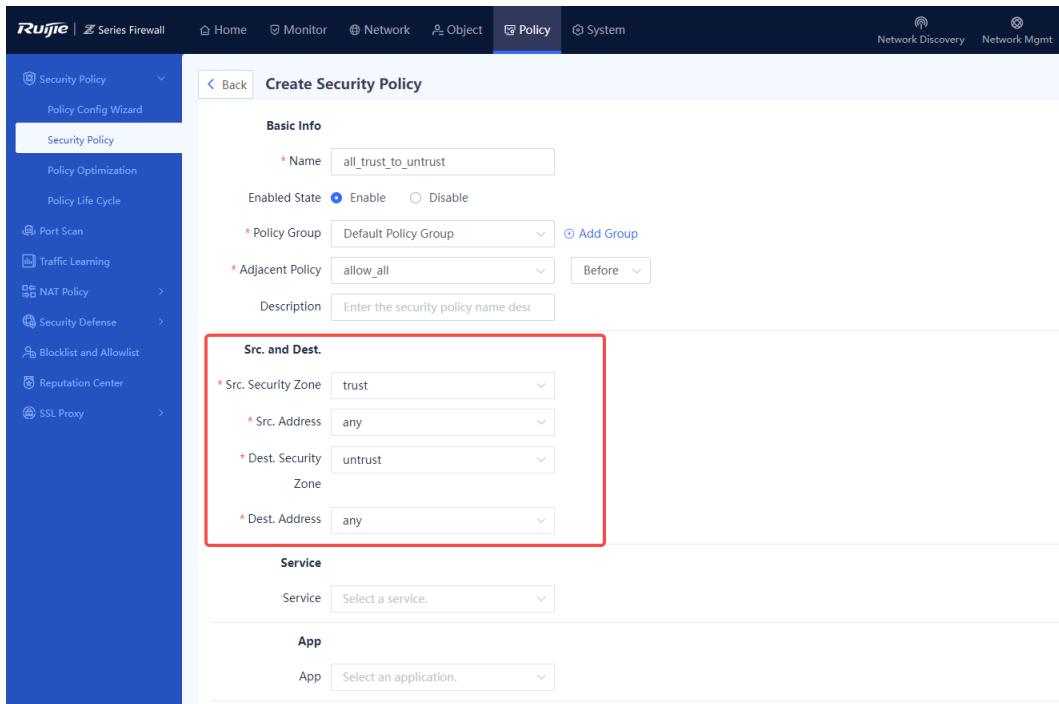 Ruijie | Z Series Firewall Home Monitor Network Object Policy System Network Discovery Network Mgmt
Security Policy
Policy Config Wizard
Security Policy
Policy Optimization
Policy Life Cycle
Port Scan
Traffic Learning
NAT Policy
Security Defense
Blocklist and Allowlist
Reputation Center
SSL Proxy
Back Create Security Policy
Basic Info
* Name all_trust_to_untrust
Enabled State Enable Disable
* Policy Group Default Policy Group Add Group
* Adjacent Policy allow_all Before
Description Enter the security policy name desc
Src. and Dest.
* Src. Security Zone trust
* Src. Address any
* Dest. Security Zone untrust
* Dest. Address any
Service
Service Select a service.
App
App Select an application.